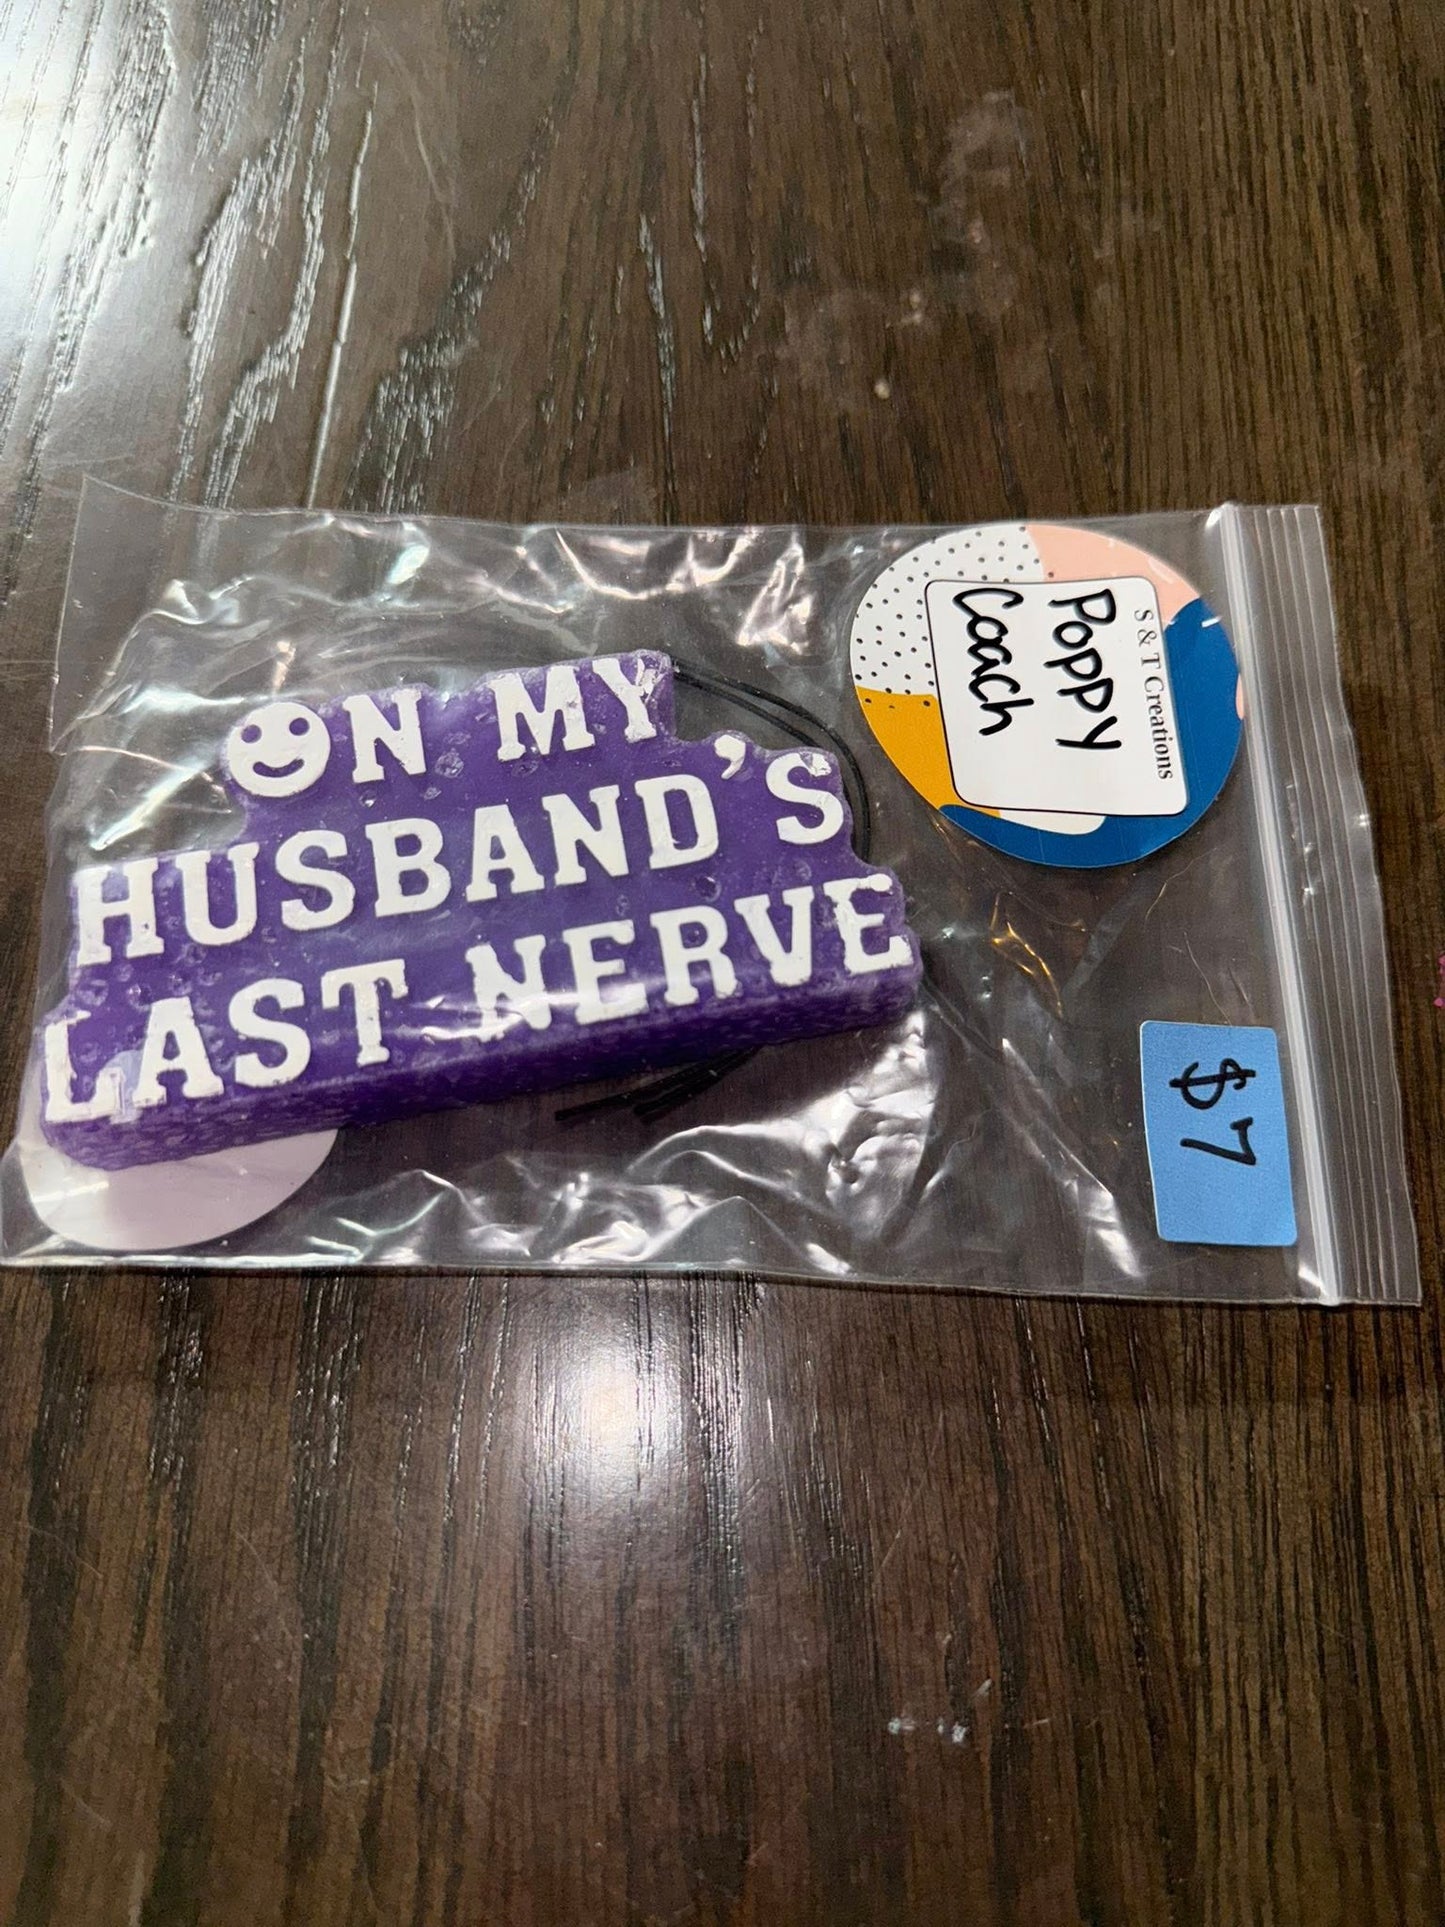 ON MY
HUSBAND'S
LAST NERVE
S & T Creations
Poppy
Coach
$7